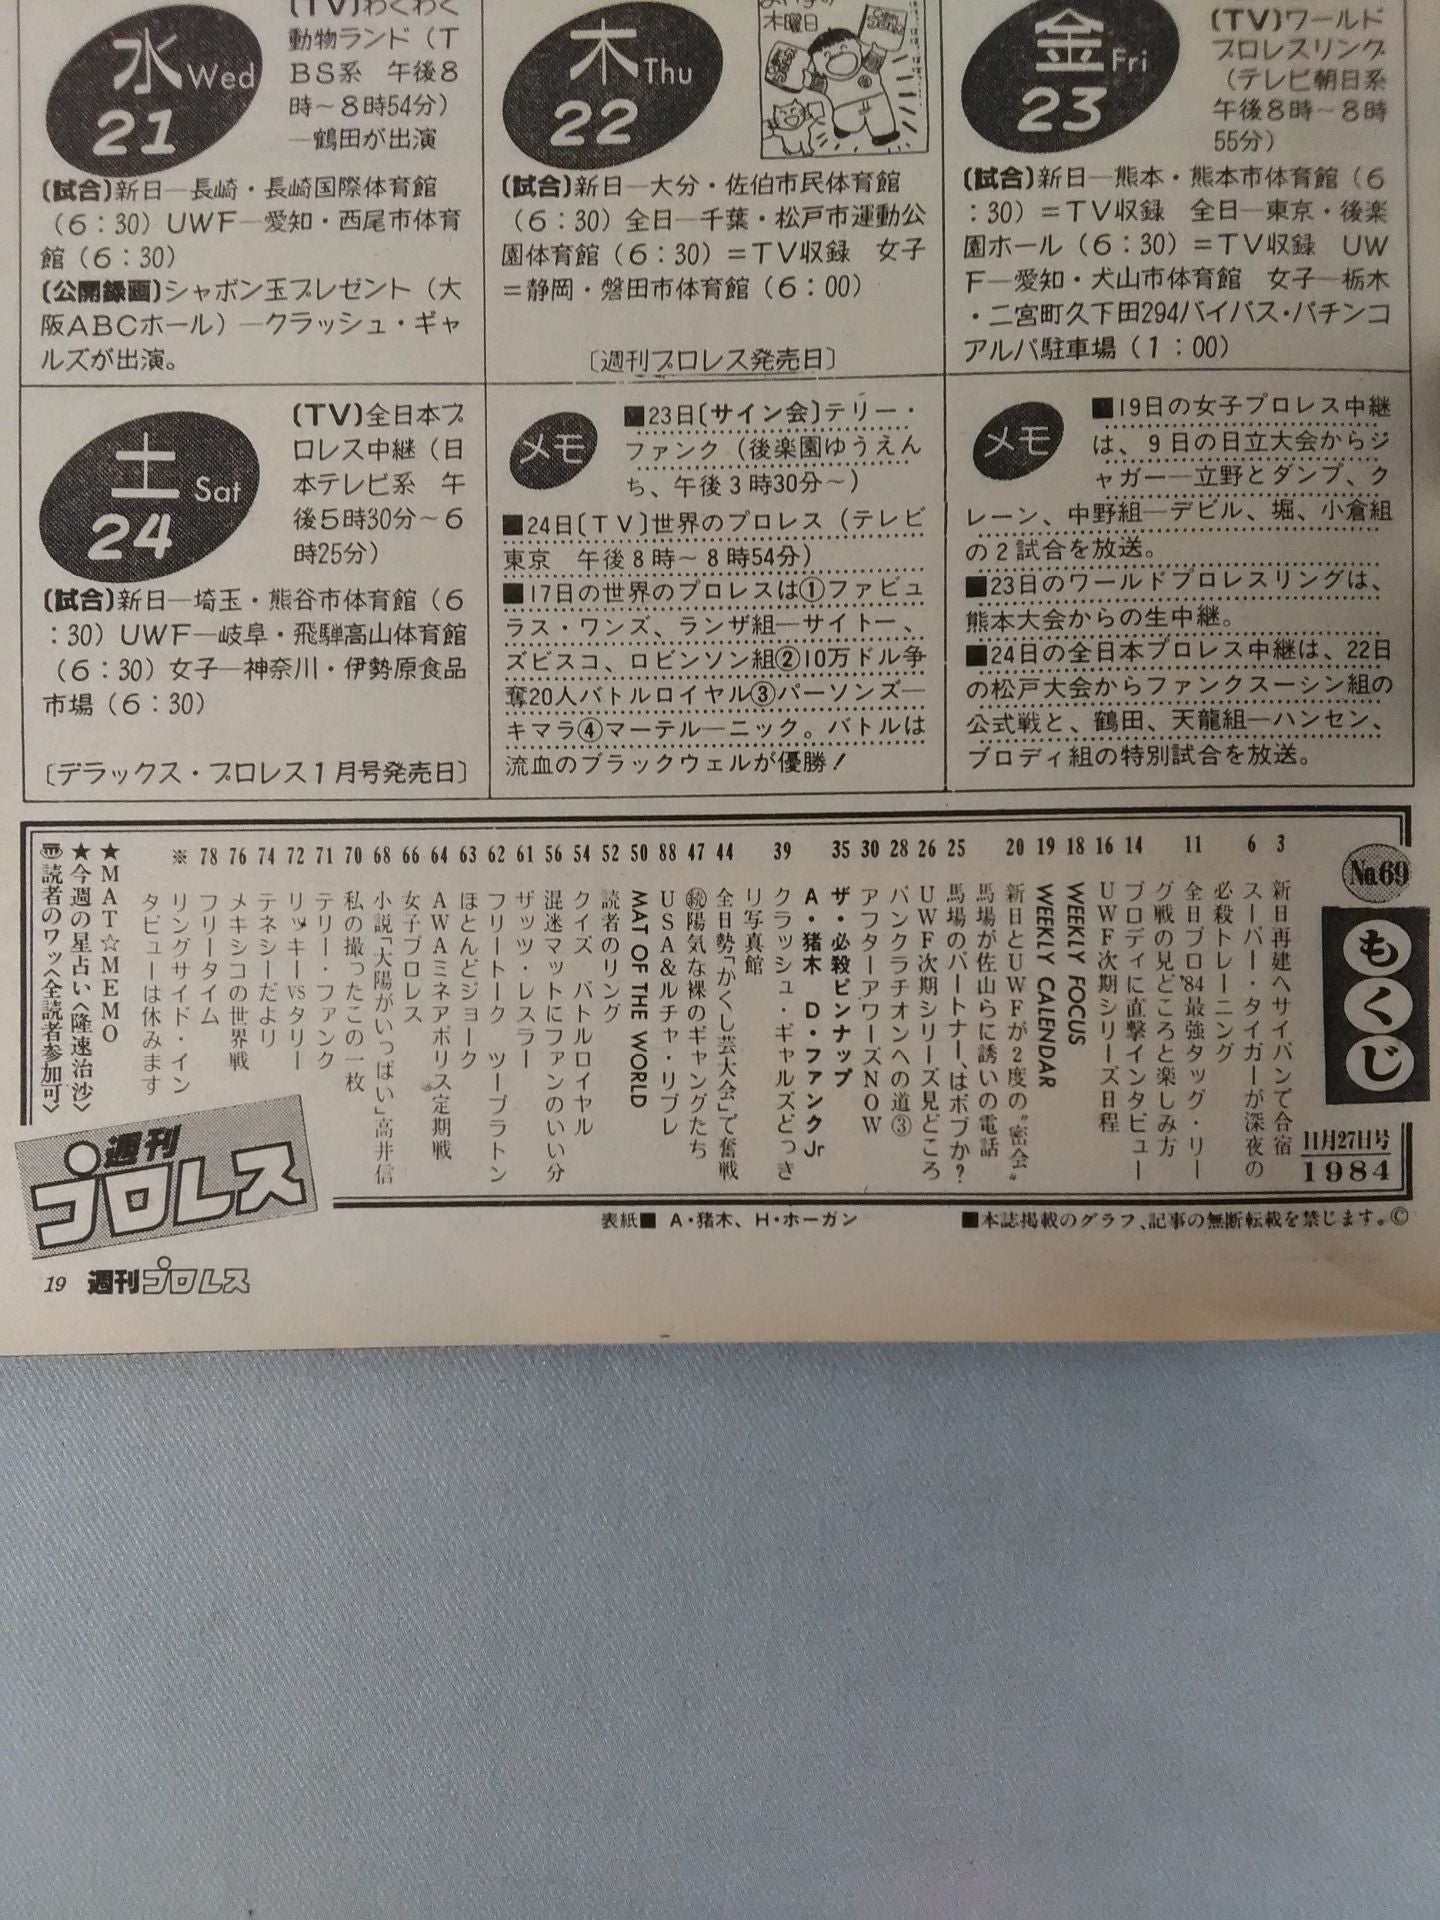 水 Wed
21
(TV)わくわく
動物ランド（T
BS系　午後8
時〜8時54分）
―鶴田が出演
(試合)新日―長崎・長崎国際体育館
（6：30）UWF―愛知・西尾市体育
館（6：30）
(公開録画)シャボン玉プレゼント（大
阪ABCホール）―クラッシュ・ギャ
ルズが出演。
木 Thu
22
木曜日
(試合)新日―大分・佐伯市民体育館
（6：30）全日―千葉・松戸市運動公
園体育館（6：30）＝TV収録　女子
＝静岡・磐田市体育館（6：00）
〔週刊プロレス発売日〕
金 Fri
23
(TV)ワールド
プロレスリング
（テレビ朝日系
午後8時〜8時
55分）
(試合)新日―熊本・熊本市体育館（6
：30）＝TV収録　全日―東京・後楽
園ホール（6：30）＝TV収録　UW
F―愛知・犬山市体育館　女子―栃木
・二宮町久下田294バイパス・パチンコ
アルパ駐車場（1：00）
土 Sat
24
(TV)全日本プ
ロレス中継（日
本テレビ系　午
後5時30分〜6
時25分）
(試合)新日―埼玉・熊谷市体育館（6
：30）UWF―岐阜・飛騨高山体育館
（6：30）女子―神奈川・伊勢原食品
市場（6：30）
〔デラックス・プロレス1月号発売日〕
メモ
■23日〔サイン会〕テリー・
ファンク（後楽園ゆうえん
ち、午後3時30分〜）
■24日〔TV〕世界のプロレス（テレビ
東京　午後8時〜8時54分）
■17日の世界のプロレスは①ファビュ
ラス・ワンズ、ランザ組―サイトー、
ズビスコ、ロビンソン組②10万ドル争
奪20人バトルロイヤル③パーソンズ―
キマラ④マーテル―ニック。バトルは
流血のブラックウェルが優勝！
メモ
■19日の女子プロレス中継
は、9日の日立大会からジ
ャガー―立野とダンプ、ク
レーン、中野組―デビル、堀、小倉組
の2試合を放送。
■23日のワールドプロレスリングは、
熊本大会からの生中継。
■24日の全日本プロレス中継は、22日
の松戸大会からファンクス―シン組の
公式戦と、鶴田、天龍組―ハンセン、
ブロディ組の特別試合を放送。
No.69
もくじ
11月27日号
1984
3 新日再建へサイパンで合宿
6 スーパー・タイガーが深夜の
必殺トレーニング
11 全日プロ'84最強タッグ・リー
グ戦の見どころと楽しみ方
14 ブロディに直撃インタビュー
16 UWF次期シリーズ日程
18 WEEKLY FOCUS
19 WEEKLY CALENDAR
20 新日とUWFが2度の〝密会〟
馬場が佐山らに誘いの電話
25 馬場のパートナー、はボブか?
26 UWF次期シリーズ見どころ
28 パンクラチオンへの道③
30 アフターアワーズNOW
35 ザ・必殺ピンナップ
A・猪木　D・ファンクJr
39 クラッシュ・ギャルズどっき
リ写真館
44 全日勢「かくし芸大会」で奮戦
47 ㊙陽気な裸のギャングたち
88 USA&ルチャ・リブレ
50 MAT OF THE WORLD
52 読者のリング
54 クイズ　バトルロイヤル
56 混迷マットにファンのいい分
61 ザッツ・レスラー
62 フリートーク　ツープラトン
63 ほとんどジョーク
64 AWAミネアポリス定期戦
66 女子プロレス
68 小説「太陽がいっぱい」高井信
70 私の撮ったこの一枚
71 テリー・ファンク
72 リッキーVSタリー
74 テネシーだより
76 メキシコの世界戦
78 フリータイム
※ リングサイド・イン
タビューは休みます
★MAT☆MEMO
★今週の星占い〈隆速治沙〉
読者のワッ〈全読者参加可〉
週刊
プロレス
表紙■　A・猪木、H・ホーガン
■本誌掲載のグラフ、記事の無断転載を禁じます。©
19 週刊プロレス